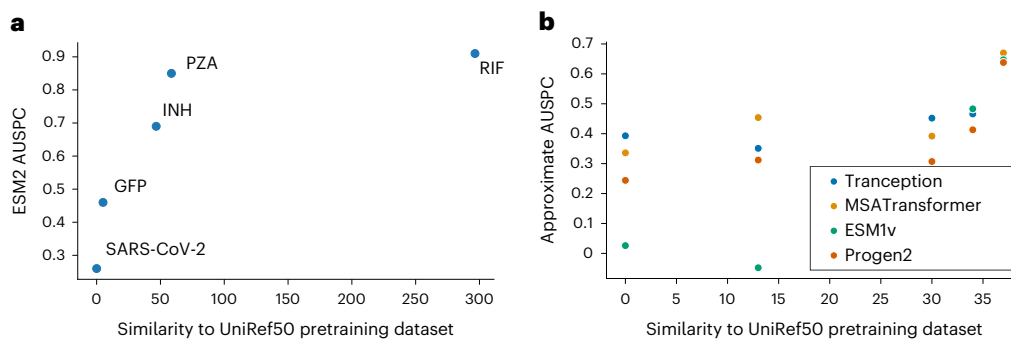 a
ESM2 AUSPC
0.9
0.8
0.7
0.6
0.5
0.4
0.3
PZA
RIF
INH
GFP
SARS-CoV-2
0 50 100 150 200 250 300
Similarity to UniRef50 pretraining dataset
b
Approximate AUSPC
0.7
0.6
0.5
0.4
0.3
0.2
0.1
0
Tranception
MSATransformer
ESM1v
Progen2
0 5 10 15 20 25 30 35
Similarity to UniRef50 pretraining dataset